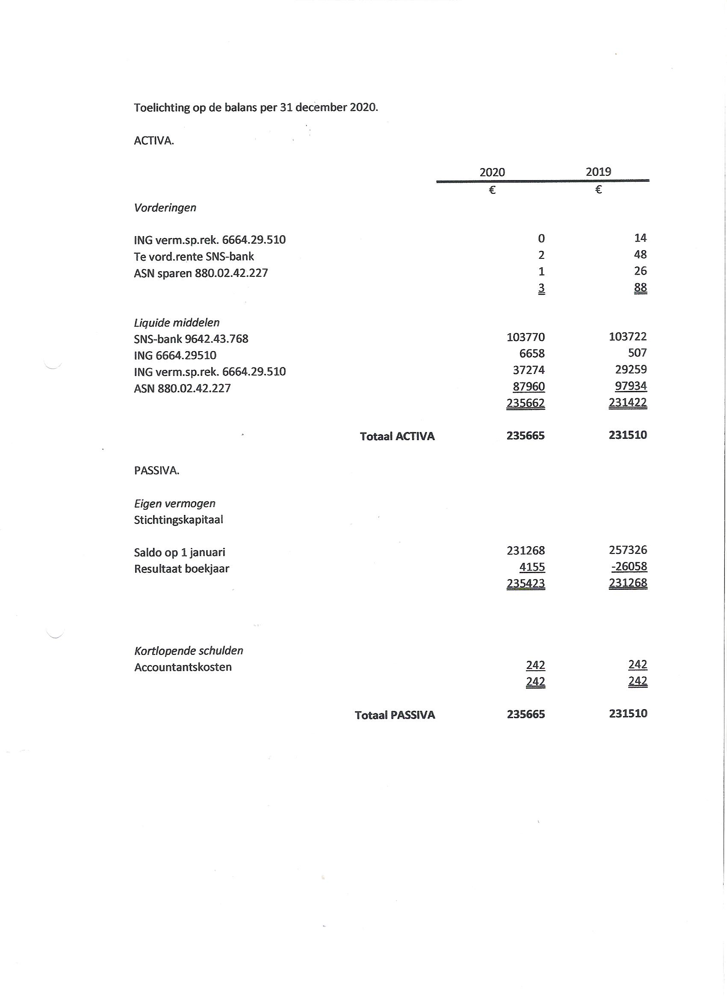 Toelichting op de balans per 31 december 2020.
ACTIVA.
2020 2019
€ €
Vorderingen
ING verm.sp.rek. 6664.29.510 0 14
Te vord.rente SNS-bank 2 48
ASN sparen 880.02.42.227 1 26
3 88
Liquide middelen
SNS-bank 9642.43.768 103770 103722
ING 6664.29510 6658 507
ING verm.sp.rek. 6664.29.510 37274 29259
ASN 880.02.42.227 87960 97934
235662 231422
Totaal ACTIVA 235665 231510
PASSIVA.
Eigen vermogen
Stichtingskapitaal
Saldo op 1 januari 231268 257326
Resultaat boekjaar 4155 -26058
235423 231268
Kortlopende schulden
Accountantskosten 242 242
242 242
Totaal PASSIVA 235665 231510